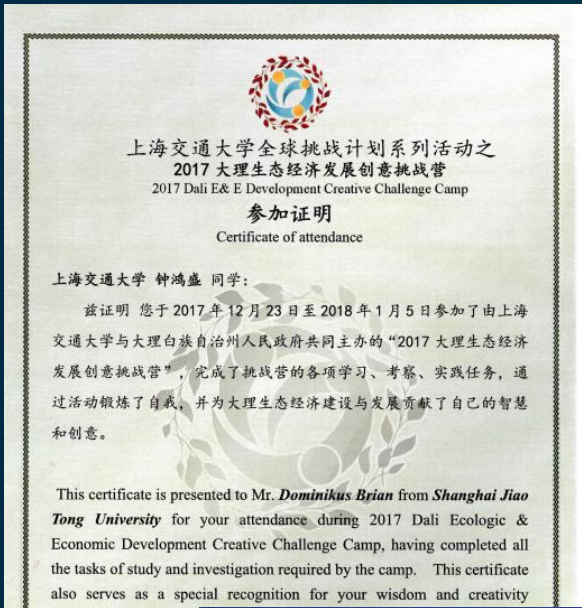 上海交通大学全球挑战计划系列活动之
2017 大理生态经济发展创意挑战营
2017 Dali E& E Development Creative Challenge Camp
参加证明
Certificate of attendance
上海交通大学 钟鸿盛 同学:
兹证明 您于 2017 年 12 月 23 日至 2018 年 1 月 5 日参加了由上海
交通大学与大理白族自治州人民政府共同主办的“2017 大理生态经济
发展创意挑战营”，完成了挑战营的各项学习、考察、实践任务，通
过活动锻炼了自我，并为大理生态经济建设与发展贡献了自己的智慧
和创意。
This certificate is presented to Mr. Dominikus Brian from Shanghai Jiao
Tong University for your attendance during 2017 Dali Ecologic &
Economic Development Creative Challenge Camp, having completed all
the tasks of study and investigation required by the camp. This certificate
also serves as a special recognition for your wisdom and creativity